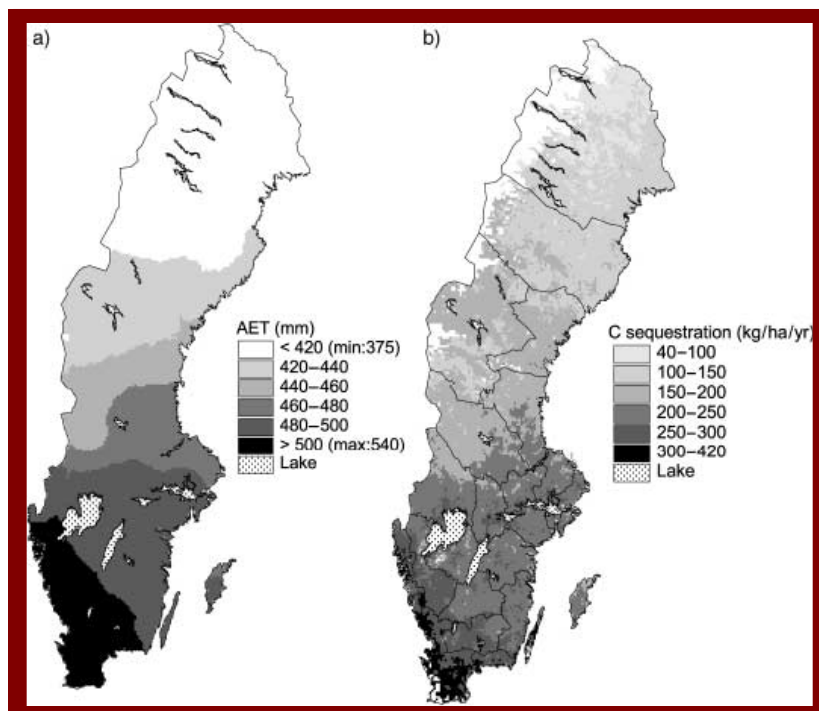 a)
AET (mm)
< 420 (min:375)
420–440
440–460
460–480
480–500
> 500 (max:540)
Lake
b)
C sequestration (kg/ha/yr)
40–100
100–150
150–200
200–250
250–300
300–420
Lake